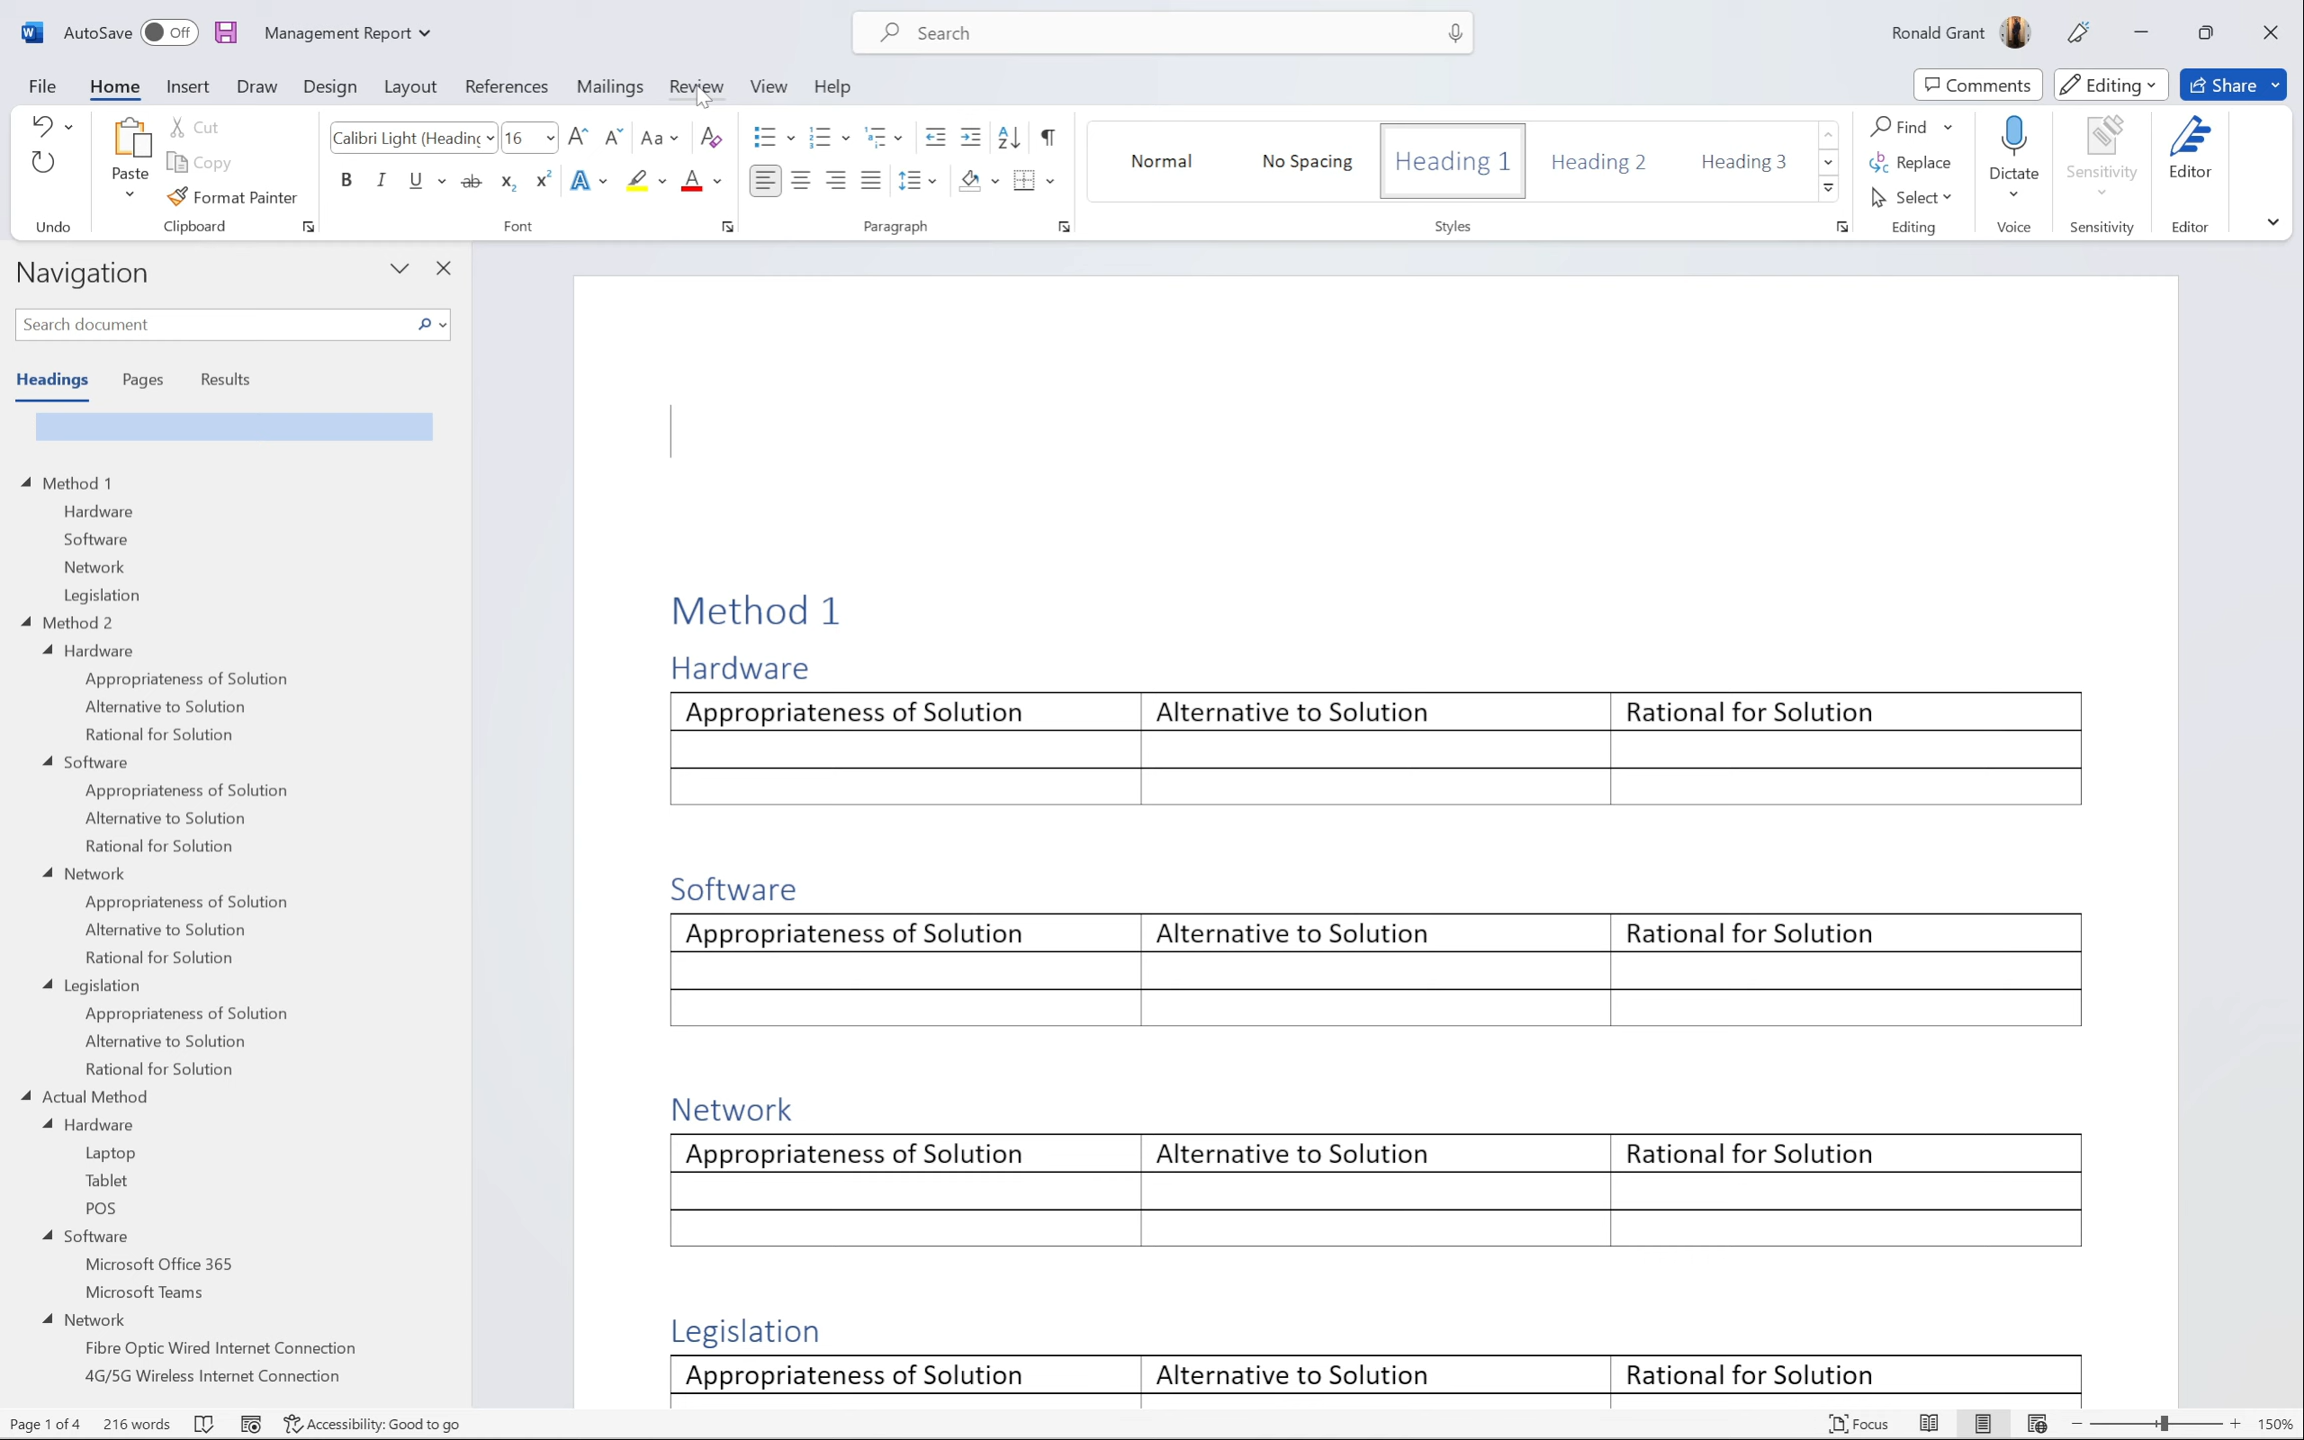 AutoSave Off Management Report Search Ronald Grant
File Home Insert Draw Design Layout References Mailings Review View Help Comments Editing Share
Paste Cut Copy Format Painter Calibri Light (Heading 16 Aa
B I U ab x₂ x² A A
Normal No Spacing Heading 1 Heading 2 Heading 3
Find Replace Select Dictate Sensitivity Editor
Undo Clipboard Font Paragraph Styles Editing Voice Sensitivity Editor
Navigation
Search document
Headings Pages Results
Method 1
Hardware
Software
Network
Legislation
Method 2
Hardware
Appropriateness of Solution
Alternative to Solution
Rational for Solution
Software
Appropriateness of Solution
Alternative to Solution
Rational for Solution
Network
Appropriateness of Solution
Alternative to Solution
Rational for Solution
Legislation
Appropriateness of Solution
Alternative to Solution
Rational for Solution
Actual Method
Hardware
Laptop
Tablet
POS
Software
Microsoft Office 365
Microsoft Teams
Network
Fibre Optic Wired Internet Connection
4G/5G Wireless Internet Connection
Method 1
Hardware
Appropriateness of Solution Alternative to Solution Rational for Solution
Software
Appropriateness of Solution Alternative to Solution Rational for Solution
Network
Appropriateness of Solution Alternative to Solution Rational for Solution
Legislation
Appropriateness of Solution Alternative to Solution Rational for Solution
Page 1 of 4 216 words Accessibility: Good to go Focus 150%